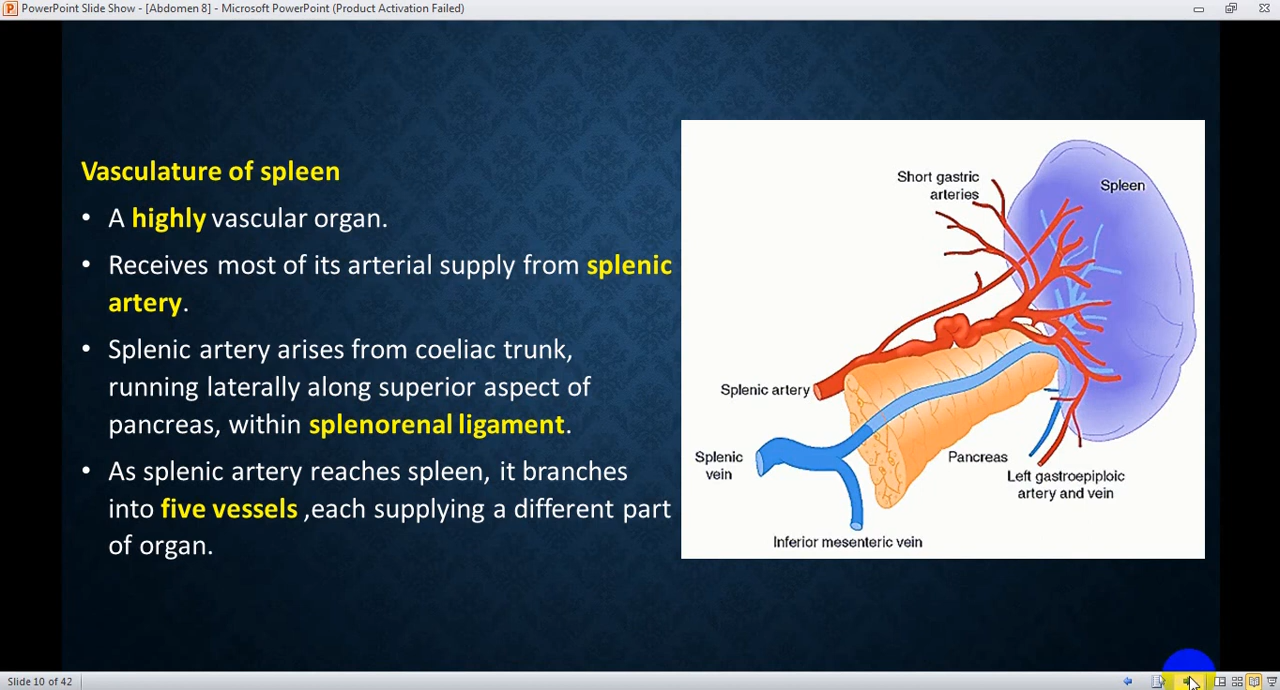 PowerPoint Slide Show - [Abdomen 8] - Microsoft PowerPoint (Product Activation Failed)
Vasculature of spleen
• A highly vascular organ.
• Receives most of its arterial supply from splenic
artery.
• Splenic artery arises from coeliac trunk,
running laterally along superior aspect of
pancreas, within splenorenal ligament.
• As splenic artery reaches spleen, it branches
into five vessels ,each supplying a different part
of organ.
Short gastric
arteries
Spleen
Splenic artery
Splenic
vein
Pancreas
Left gastroepiploic
artery and vein
Inferior mesenteric vein
Slide 10 of 42